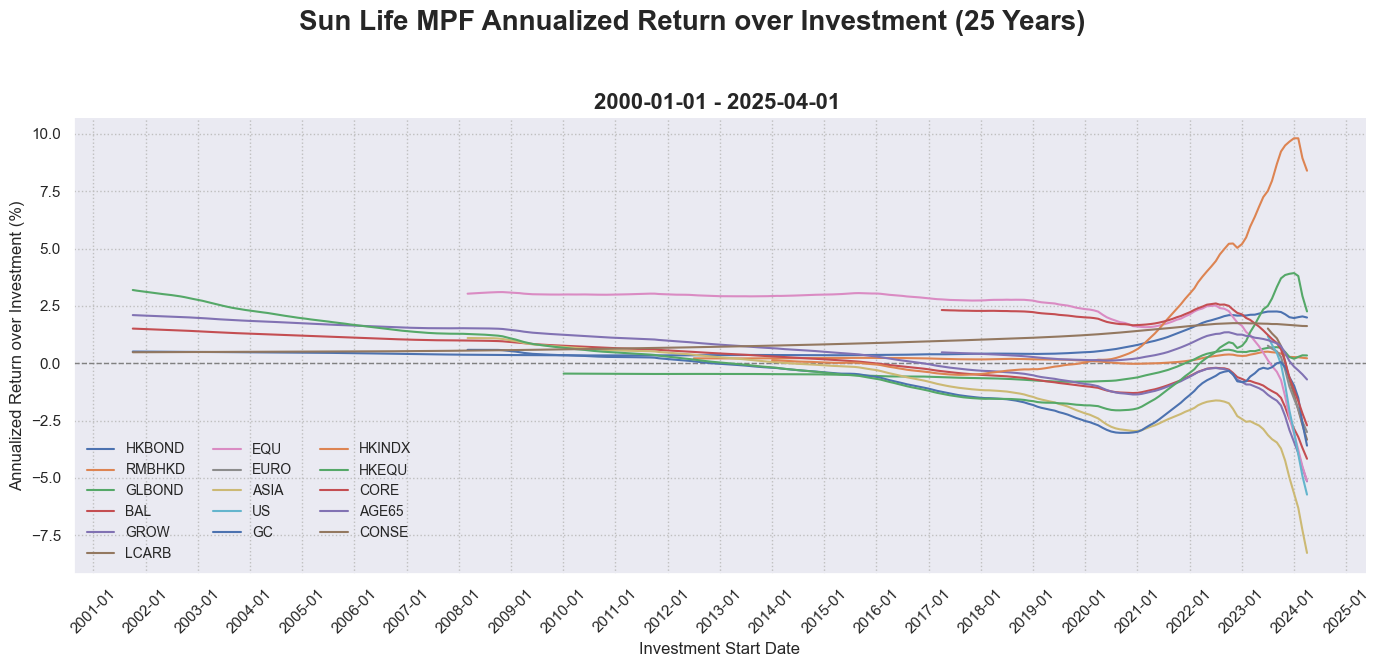 Sun Life MPF Annualized Return over Investment (25 Years)
2000-01-01 - 2025-04-01
Annualized Return over Investment (%)
10.0
7.5
5.0
2.5
0.0
−2.5
−5.0
−7.5
HKBOND
RMBHKD
GLBOND
BAL
GROW
LCARB
EQU
EURO
ASIA
US
GC
HKINDX
HKEQU
CORE
AGE65
CONSE
2001-01
2002-01
2003-01
2004-01
2005-01
2006-01
2007-01
2008-01
2009-01
2010-01
2011-01
2012-01
2013-01
2014-01
2015-01
2016-01
2017-01
2018-01
2019-01
2020-01
2021-01
2022-01
2023-01
2024-01
2025-01
Investment Start Date